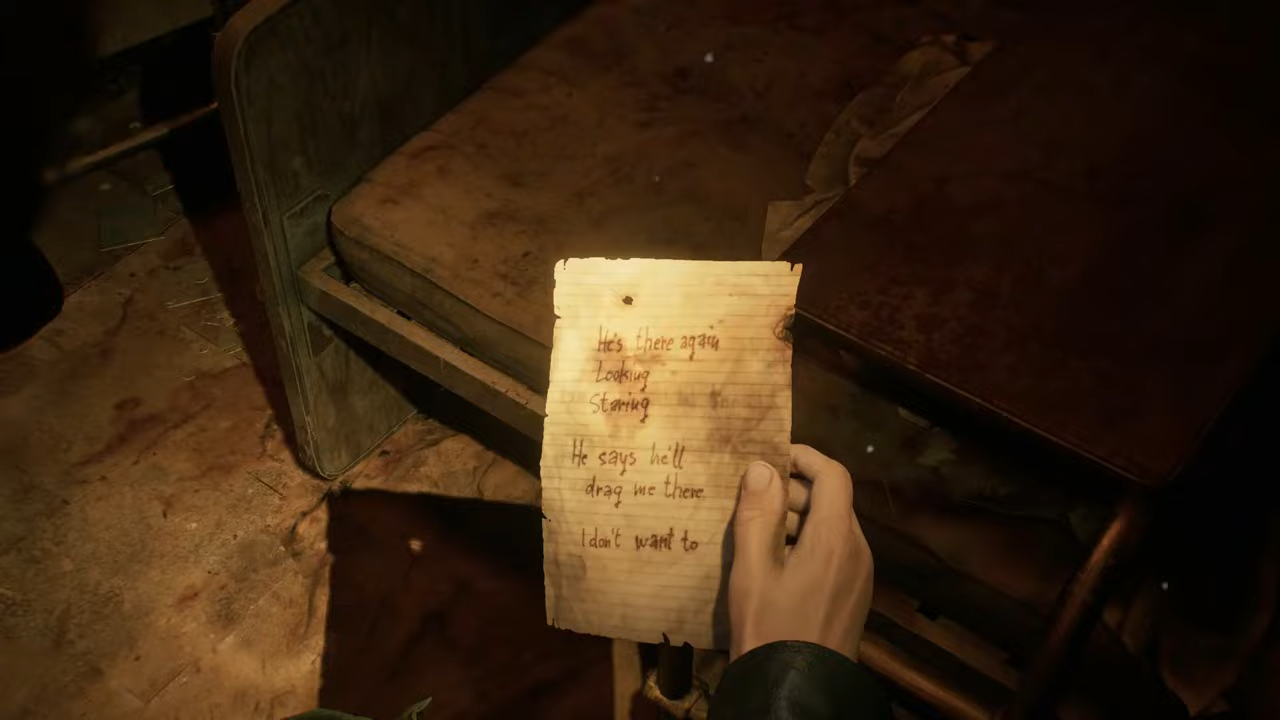 He's there again
Looking
Staring
He says he'll
drag me there
I don't want to